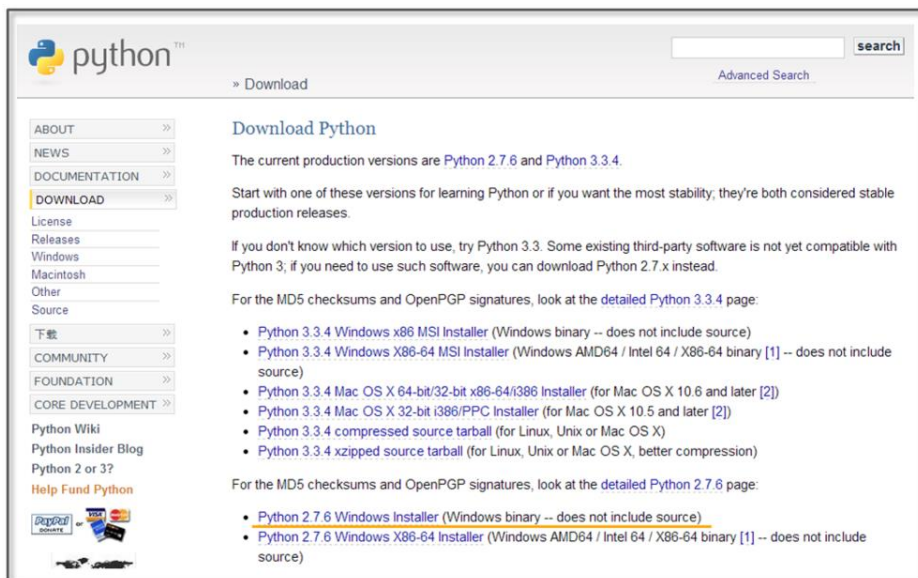 python™
search
Advanced Search
» Download
ABOUT »
NEWS »
DOCUMENTATION »
DOWNLOAD »
License
Releases
Windows
Macintosh
Other
Source
下載 »
COMMUNITY »
FOUNDATION »
CORE DEVELOPMENT »
Python Wiki
Python Insider Blog
Python 2 or 3?
Help Fund Python
PayPal
DONATE
or
VISA
Download Python
The current production versions are Python 2.7.6 and Python 3.3.4.
Start with one of these versions for learning Python or if you want the most stability; they're both considered stable
production releases.
If you don't know which version to use, try Python 3.3. Some existing third-party software is not yet compatible with
Python 3; if you need to use such software, you can download Python 2.7.x instead.
For the MD5 checksums and OpenPGP signatures, look at the detailed Python 3.3.4 page:
• Python 3.3.4 Windows x86 MSI Installer (Windows binary -- does not include source)
• Python 3.3.4 Windows X86-64 MSI Installer (Windows AMD64 / Intel 64 / X86-64 binary [1] -- does not include
source)
• Python 3.3.4 Mac OS X 64-bit/32-bit x86-64/i386 Installer (for Mac OS X 10.6 and later [2])
• Python 3.3.4 Mac OS X 32-bit i386/PPC Installer (for Mac OS X 10.5 and later [2])
• Python 3.3.4 compressed source tarball (for Linux, Unix or Mac OS X)
• Python 3.3.4 xzipped source tarball (for Linux, Unix or Mac OS X, better compression)
For the MD5 checksums and OpenPGP signatures, look at the detailed Python 2.7.6 page:
• Python 2.7.6 Windows Installer (Windows binary -- does not include source)
• Python 2.7.6 Windows X86-64 Installer (Windows AMD64 / Intel 64 / X86-64 binary [1] -- does not include
source)